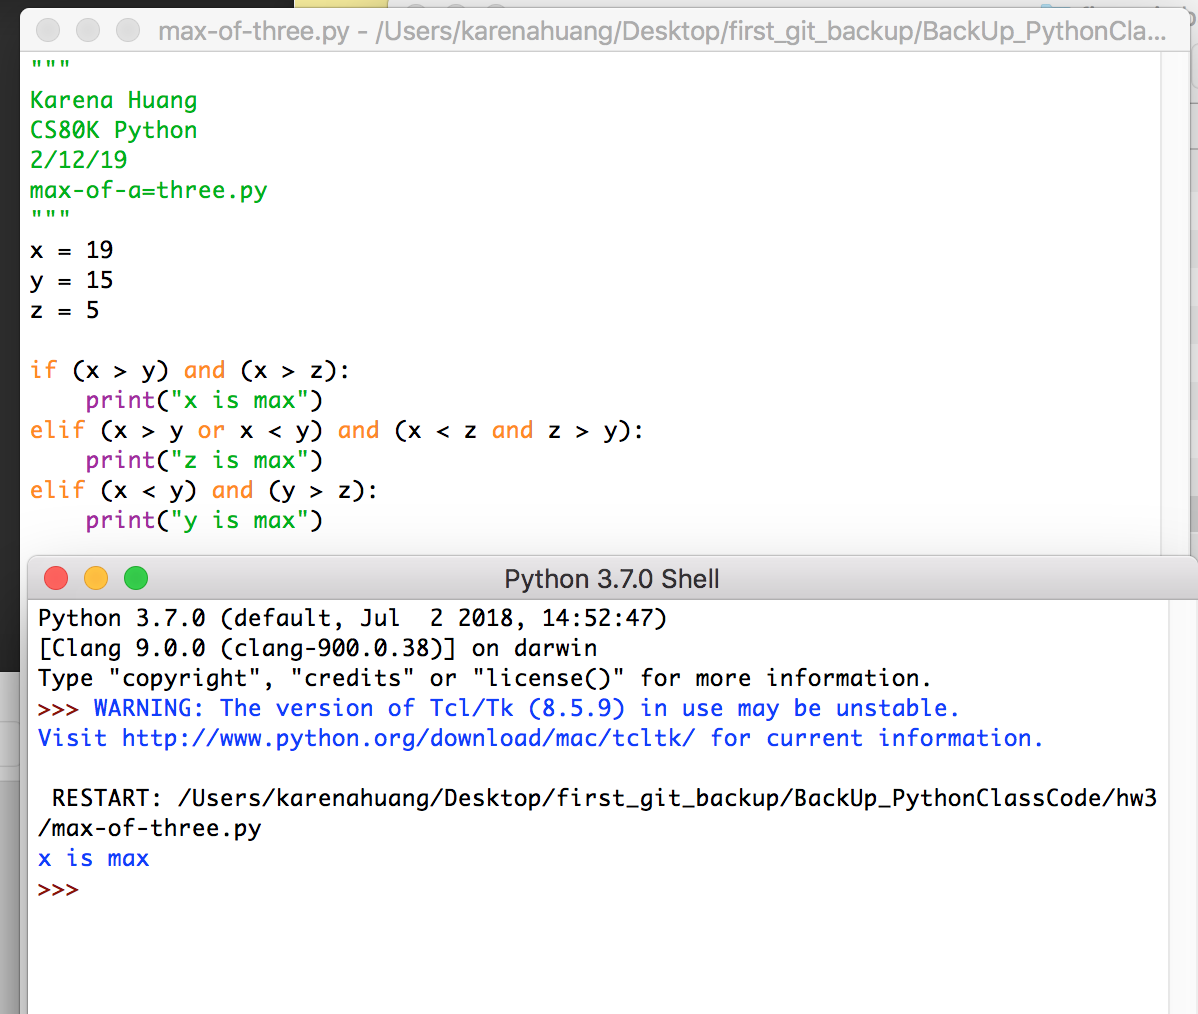 max-of-three.py - /Users/karenahuang/Desktop/first_git_backup/BackUp_PythonCla...
"""
Karena Huang
CS80K Python
2/12/19
max-of-a=three.py
"""
x = 19
y = 15
z = 5
if (x > y) and (x > z):
    print("x is max")
elif (x > y or x < y) and (x < z and z > y):
    print("z is max")
elif (x < y) and (y > z):
    print("y is max")
Python 3.7.0 Shell
Python 3.7.0 (default, Jul  2 2018, 14:52:47)
[Clang 9.0.0 (clang-900.0.38)] on darwin
Type "copyright", "credits" or "license()" for more information.
>>> WARNING: The version of Tcl/Tk (8.5.9) in use may be unstable.
Visit http://www.python.org/download/mac/tcltk/ for current information.
 RESTART: /Users/karenahuang/Desktop/first_git_backup/BackUp_PythonClassCode/hw3
/max-of-three.py
x is max
>>>